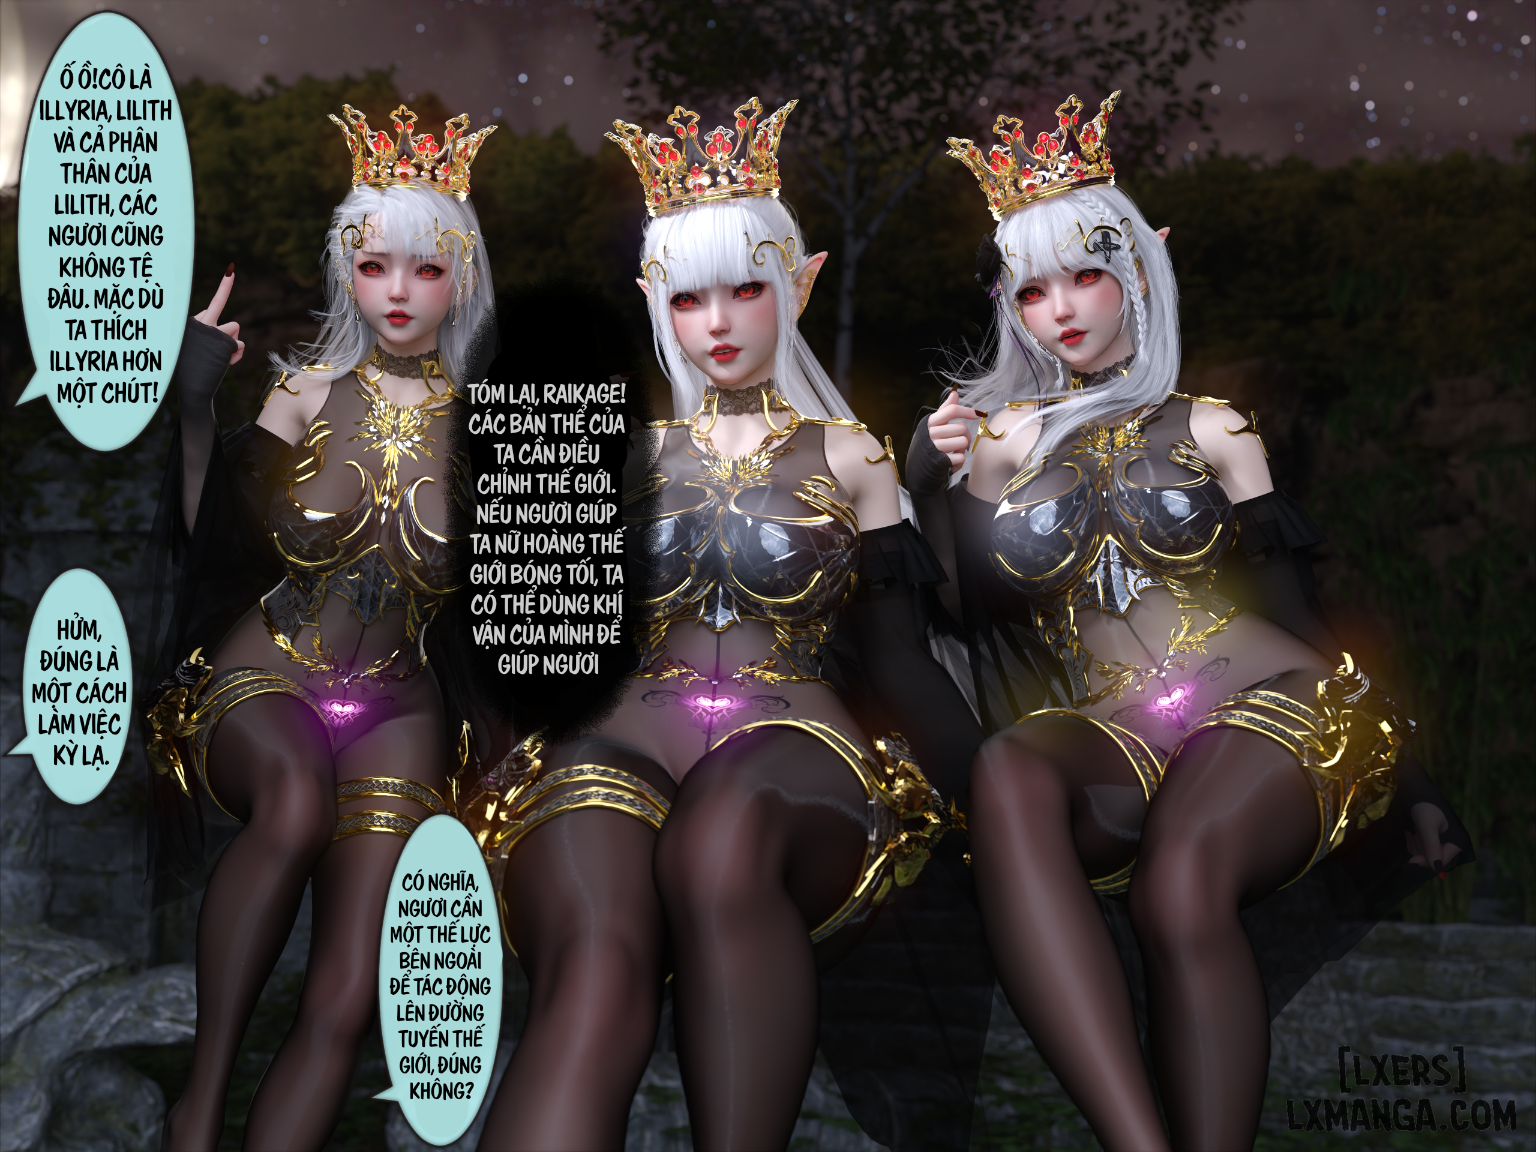 Ố Ồ!CÔ LÀ
ILLYRIA, LILITH
VÀ CẢ PHÂN
THÂN CỦA
LILITH, CÁC
NGƯƠI CŨNG
KHÔNG TỆ
ĐÂU. MẶC DÙ
TA THÍCH
ILLYRIA HƠN
MỘT CHÚT!
TÓM LẠI, RAIKAGE!
CÁC BẢN THỂ CỦA
TA CẦN ĐIỀU
CHỈNH THẾ GIỚI.
NẾU NGƯƠI GIÚP
TA NỮ HOÀNG THẾ
GIỚI BÓNG TỐI, TA
CÓ THỂ DÙNG KHÍ
VẬN CỦA MÌNH ĐỂ
GIÚP NGƯƠI
HỬM,
ĐÚNG LÀ
MỘT CÁCH
LÀM VIỆC
KỲ LẠ.
CÓ NGHĨA,
NGƯƠI CẦN
MỘT THẾ LỰC
BÊN NGOÀI
ĐỂ TÁC ĐỘNG
LÊN ĐƯỜNG
TUYẾN THẾ
GIỚI, ĐÚNG
KHÔNG?
[LXERS]
LXMANGA.COM